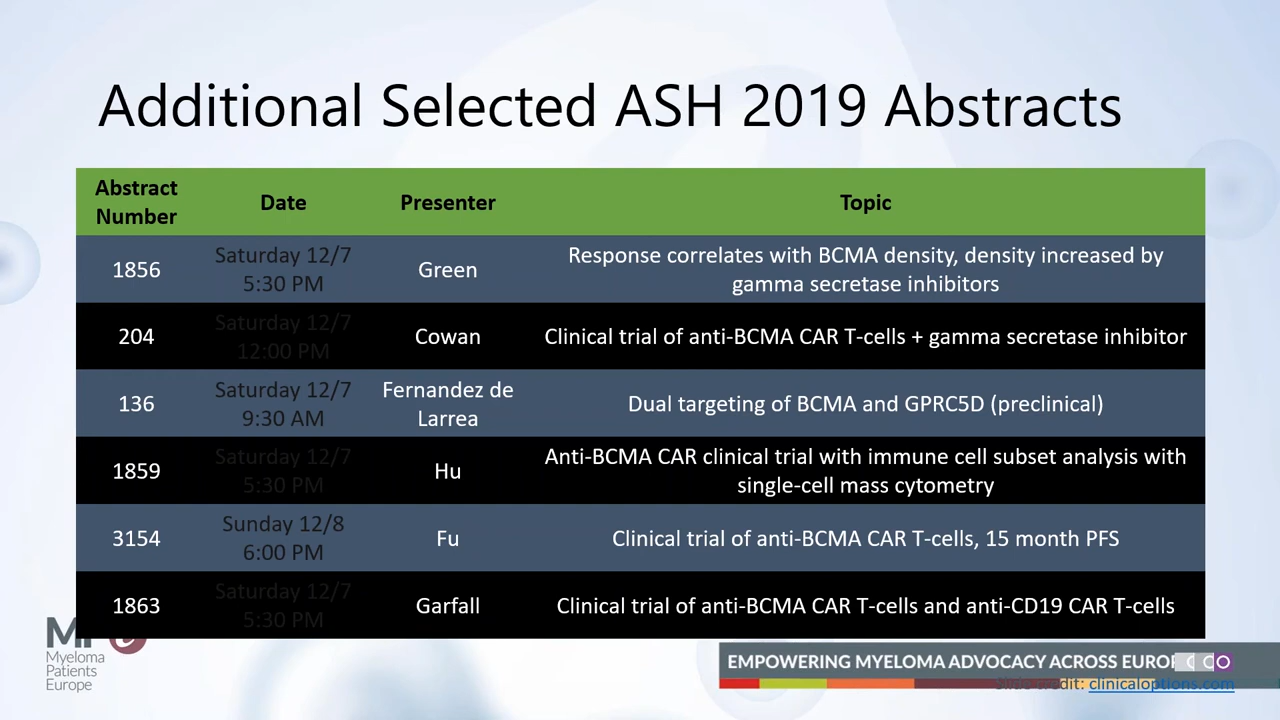 Additional Selected ASH 2019 Abstracts
Abstract
Number
Date
Presenter
Topic
1856
Saturday 12/7
5:30 PM
Green
Response correlates with BCMA density, density increased by
gamma secretase inhibitors
204
Saturday 12/7
12:00 PM
Cowan
Clinical trial of anti-BCMA CAR T-cells + gamma secretase inhibitor
136
Saturday 12/7
9:30 AM
Fernandez de
Larrea
Dual targeting of BCMA and GPRC5D (preclinical)
1859
Saturday 12/7
5:30 PM
Hu
Anti-BCMA CAR clinical trial with immune cell subset analysis with
single-cell mass cytometry
3154
Sunday 12/8
6:00 PM
Fu
Clinical trial of anti-BCMA CAR T-cells, 15 month PFS
1863
Saturday 12/7
5:30 PM
Garfall
Clinical trial of anti-BCMA CAR T-cells and anti-CD19 CAR T-cells
Myeloma
Patients
Europe
EMPOWERING MYELOMA ADVOCACY ACROSS
CCO
Slide credit: clinicaloptions.com